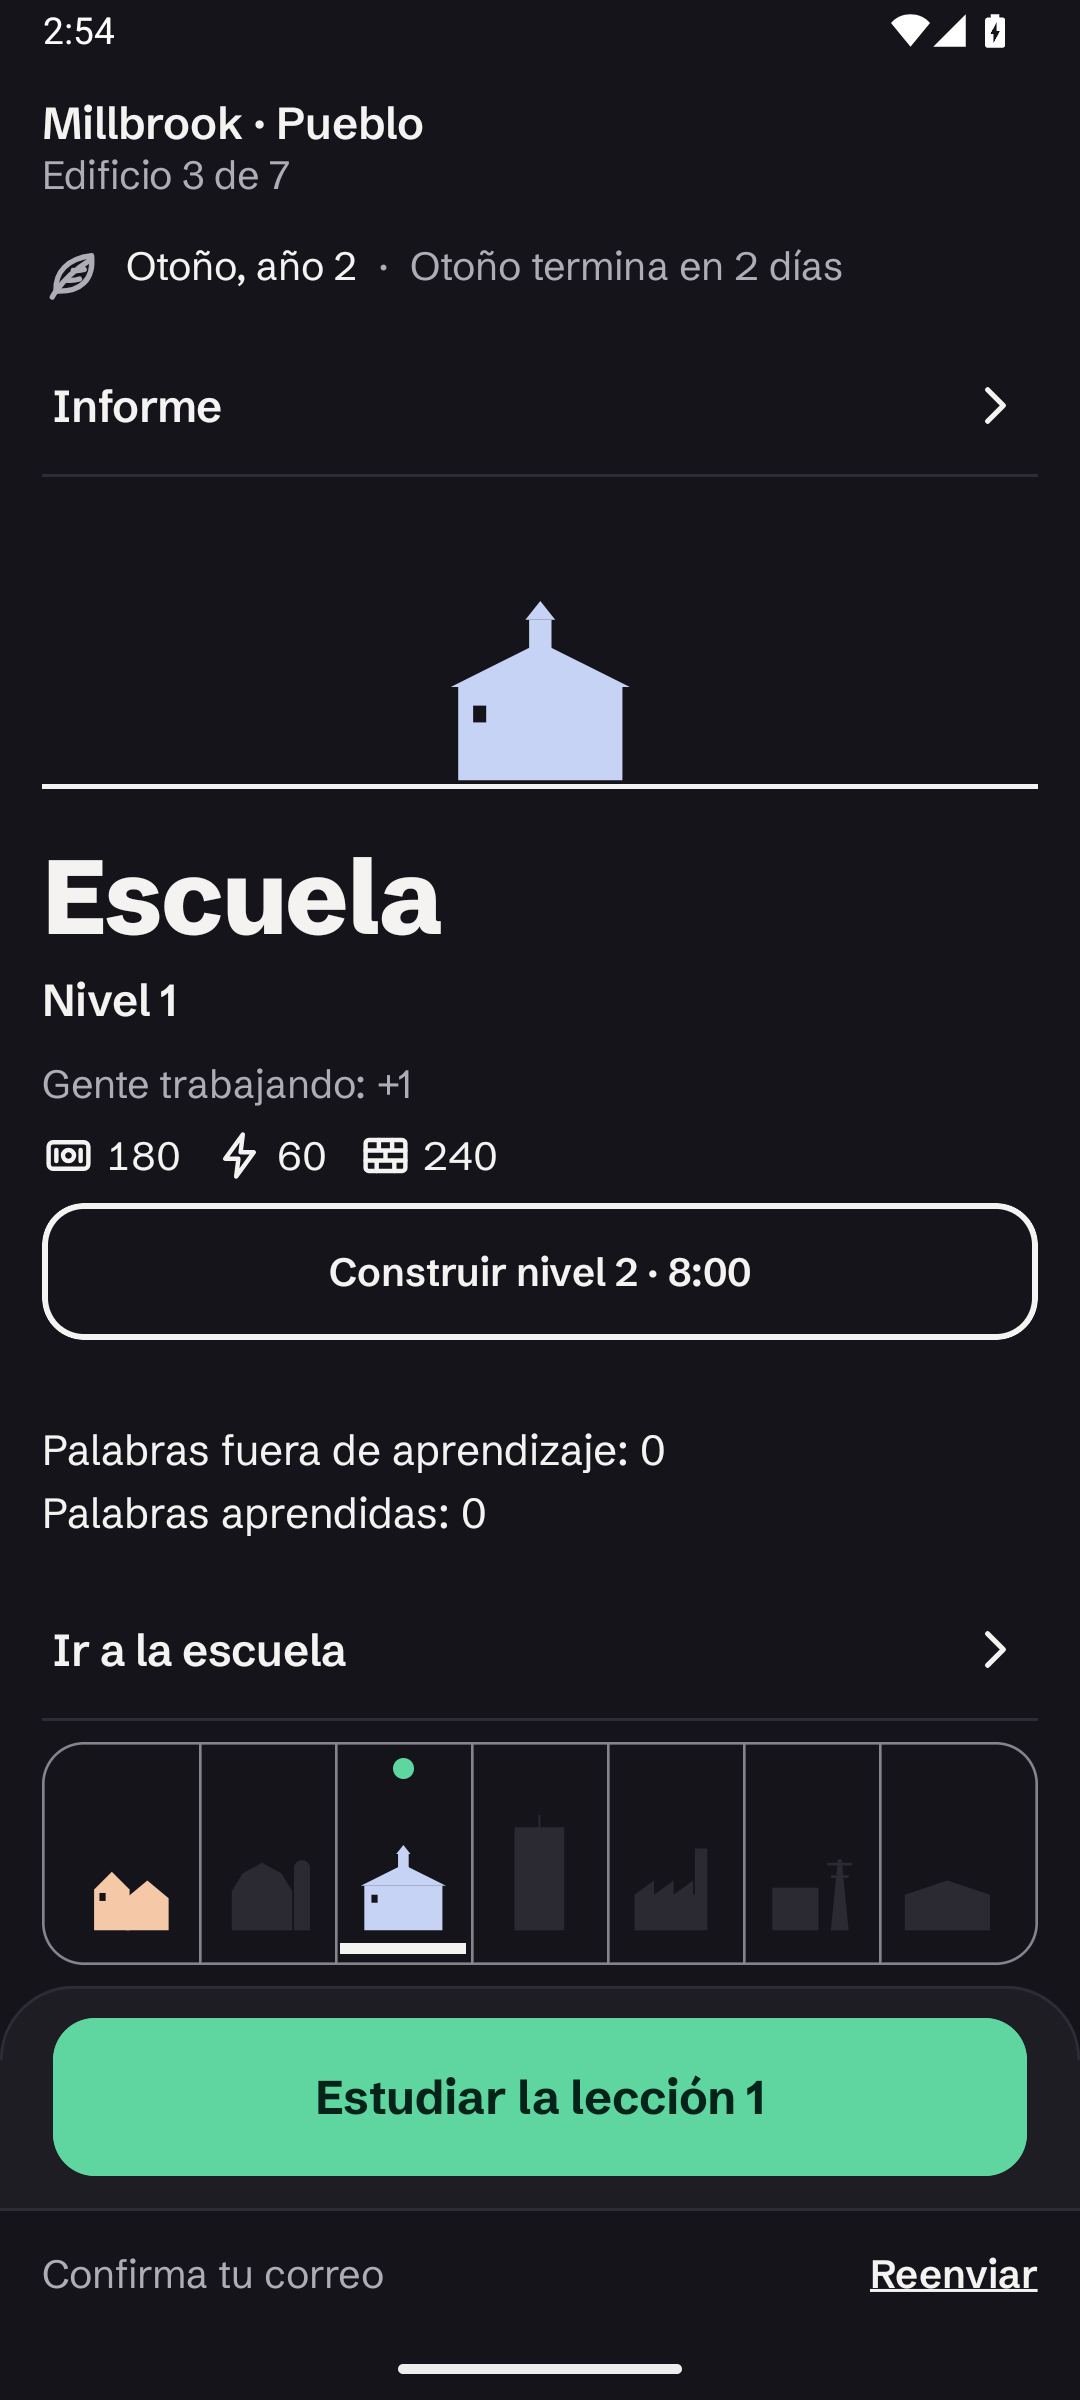 2:54
Millbrook · Pueblo
Edificio 3 de 7
Otoño, año 2 · Otoño termina en 2 días
Informe
Escuela
Nivel 1
Gente trabajando: +1
180 60 240
Construir nivel 2 · 8:00
Palabras fuera de aprendizaje: 0
Palabras aprendidas: 0
Ir a la escuela
Estudiar la lección 1
Confirma tu correo Reenviar